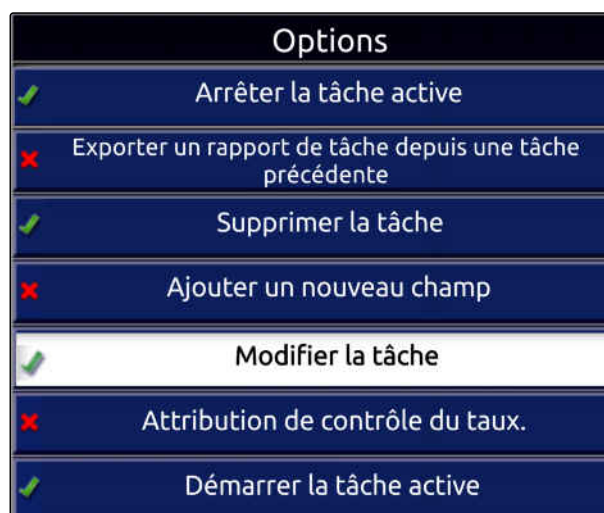 Options
Arrêter la tâche active
Exporter un rapport de tâche depuis une tâche
précédente
Supprimer la tâche
Ajouter un nouveau champ
Modifier la tâche
Attribution de contrôle du taux.
Démarrer la tâche active